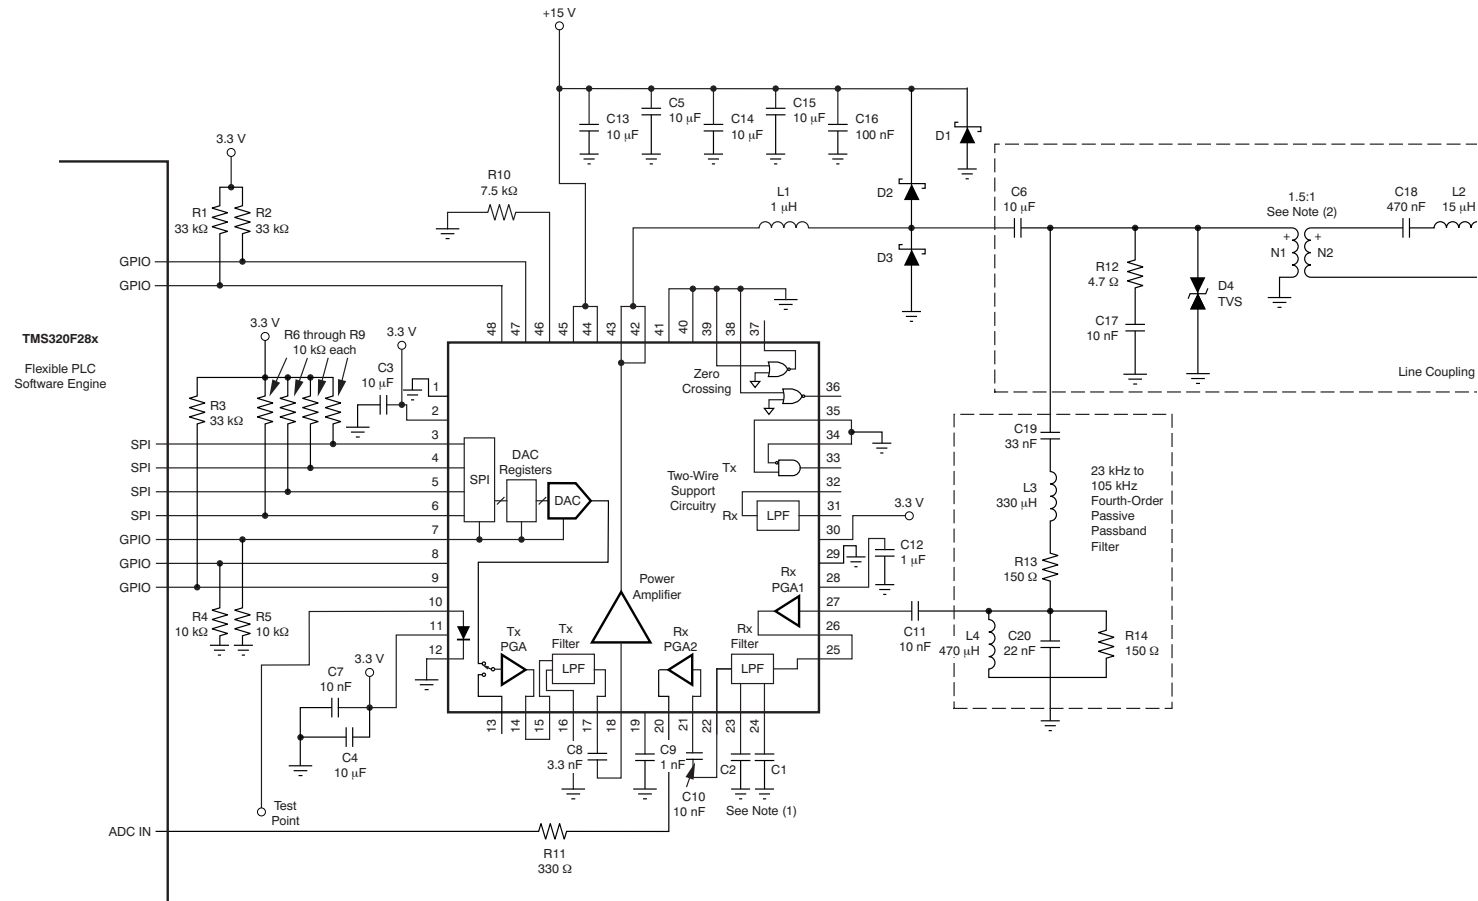 +15 V
C13
10 μF
C5
10 μF
C14
10 μF
C15
10 μF
C16
100 nF
D1
3.3 V
R1
33 kΩ
R2
33 kΩ
R10
7.5 kΩ
L1
1 μH
D2
D3
C6
10 μF
1.5:1
See Note (2)
+
N1
+
N2
C18
470 nF
L2
15 μH
R12
4.7 Ω
C17
10 nF
D4
TVS
Line Coupling
GPIO
GPIO
TMS320F28x
Flexible PLC
Software Engine
3.3 V
R6 through R9
10 kΩ each
3.3 V
C3
10 μF
R3
33 kΩ
48
47
46
45
44
43
42
41
40
39
38
37
Zero
Crossing
1
2
3
4
5
6
7
8
9
10
11
12
36
35
34
33
32
31
30
29
28
27
26
25
SPI
SPI
SPI
SPI
GPIO
GPIO
GPIO
SPI
DAC
Registers
DAC
Two-Wire
Support
Circuitry
Tx
Rx
LPF
3.3 V
C12
1 μF
C19
33 nF
L3
330 μH
R13
150 Ω
23 kHz to
105 kHz
Fourth-Order
Passive
Passband
Filter
R4
10 kΩ
R5
10 kΩ
Power
Amplifier
Rx
PGA1
Tx
PGA
Tx
Filter
LPF
Rx
PGA2
Rx
Filter
LPF
C11
10 nF
L4
470 μH
C20
22 nF
R14
150 Ω
3.3 V
C7
10 nF
C4
10 μF
13
14
15
16
17
18
19
20
21
22
23
24
C8
3.3 nF
C9
1 nF
C10
10 nF
C2
C1
See Note (1)
Test
Point
ADC IN
R11
330 Ω